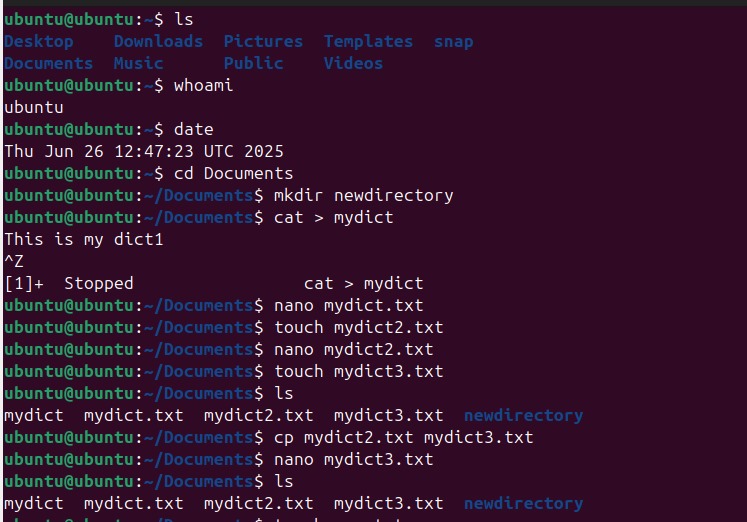 ubuntu@ubuntu:~$ ls
Desktop    Downloads  Pictures  Templates  snap
Documents  Music      Public    Videos
ubuntu@ubuntu:~$ whoami
ubuntu
ubuntu@ubuntu:~$ date
Thu Jun 26 12:47:23 UTC 2025
ubuntu@ubuntu:~$ cd Documents
ubuntu@ubuntu:~/Documents$ mkdir newdirectory
ubuntu@ubuntu:~/Documents$ cat > mydict
This is my dict1
^Z
[1]+  Stopped                 cat > mydict
ubuntu@ubuntu:~/Documents$ nano mydict.txt
ubuntu@ubuntu:~/Documents$ touch mydict2.txt
ubuntu@ubuntu:~/Documents$ nano mydict2.txt
ubuntu@ubuntu:~/Documents$ touch mydict3.txt
ubuntu@ubuntu:~/Documents$ ls
mydict  mydict.txt  mydict2.txt  mydict3.txt  newdirectory
ubuntu@ubuntu:~/Documents$ cp mydict2.txt mydict3.txt
ubuntu@ubuntu:~/Documents$ nano mydict3.txt
ubuntu@ubuntu:~/Documents$ ls
mydict  mydict.txt  mydict2.txt  mydict3.txt  newdirectory